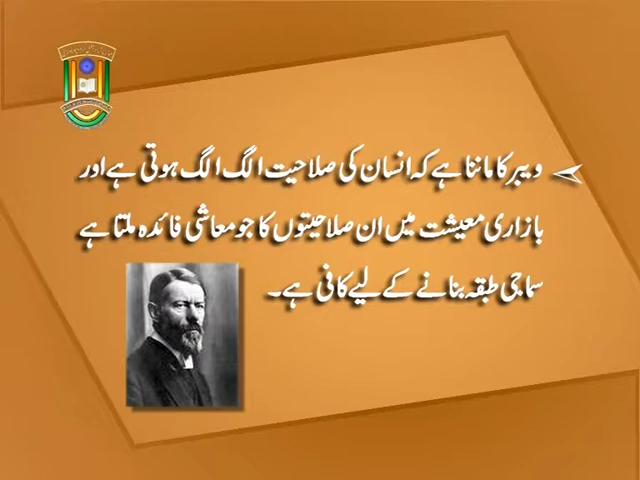 ویبر کا ماننا ہے کہ انسان کی صلاحیت الگ الگ ہوتی ہے اور
بازاری معیشت میں ان صلاحیتوں کا جو معاشی فائدہ ملتا ہے
سماجی طبقہ بنانے کے لیے کافی ہے۔